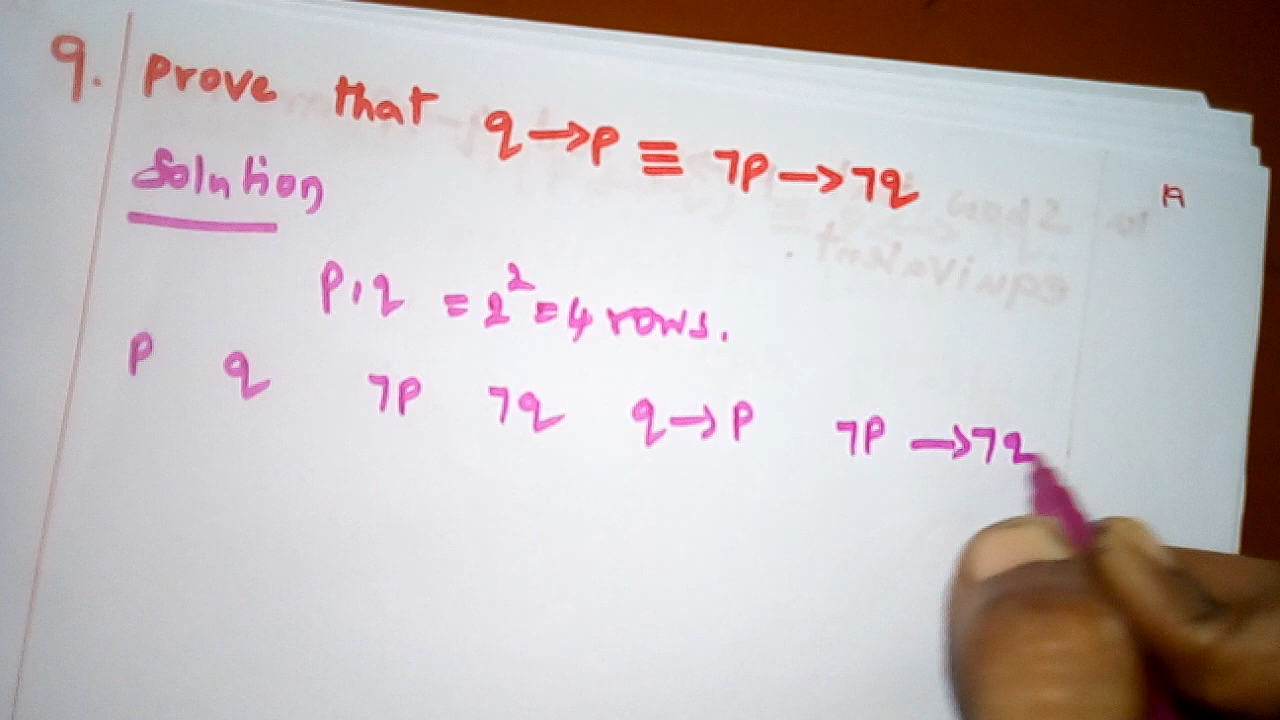 9. Prove that q→p ≡ ¬p→¬q
Solution
P, q = 2² = 4 rows.
P q ¬P ¬q q→P ¬P→¬q